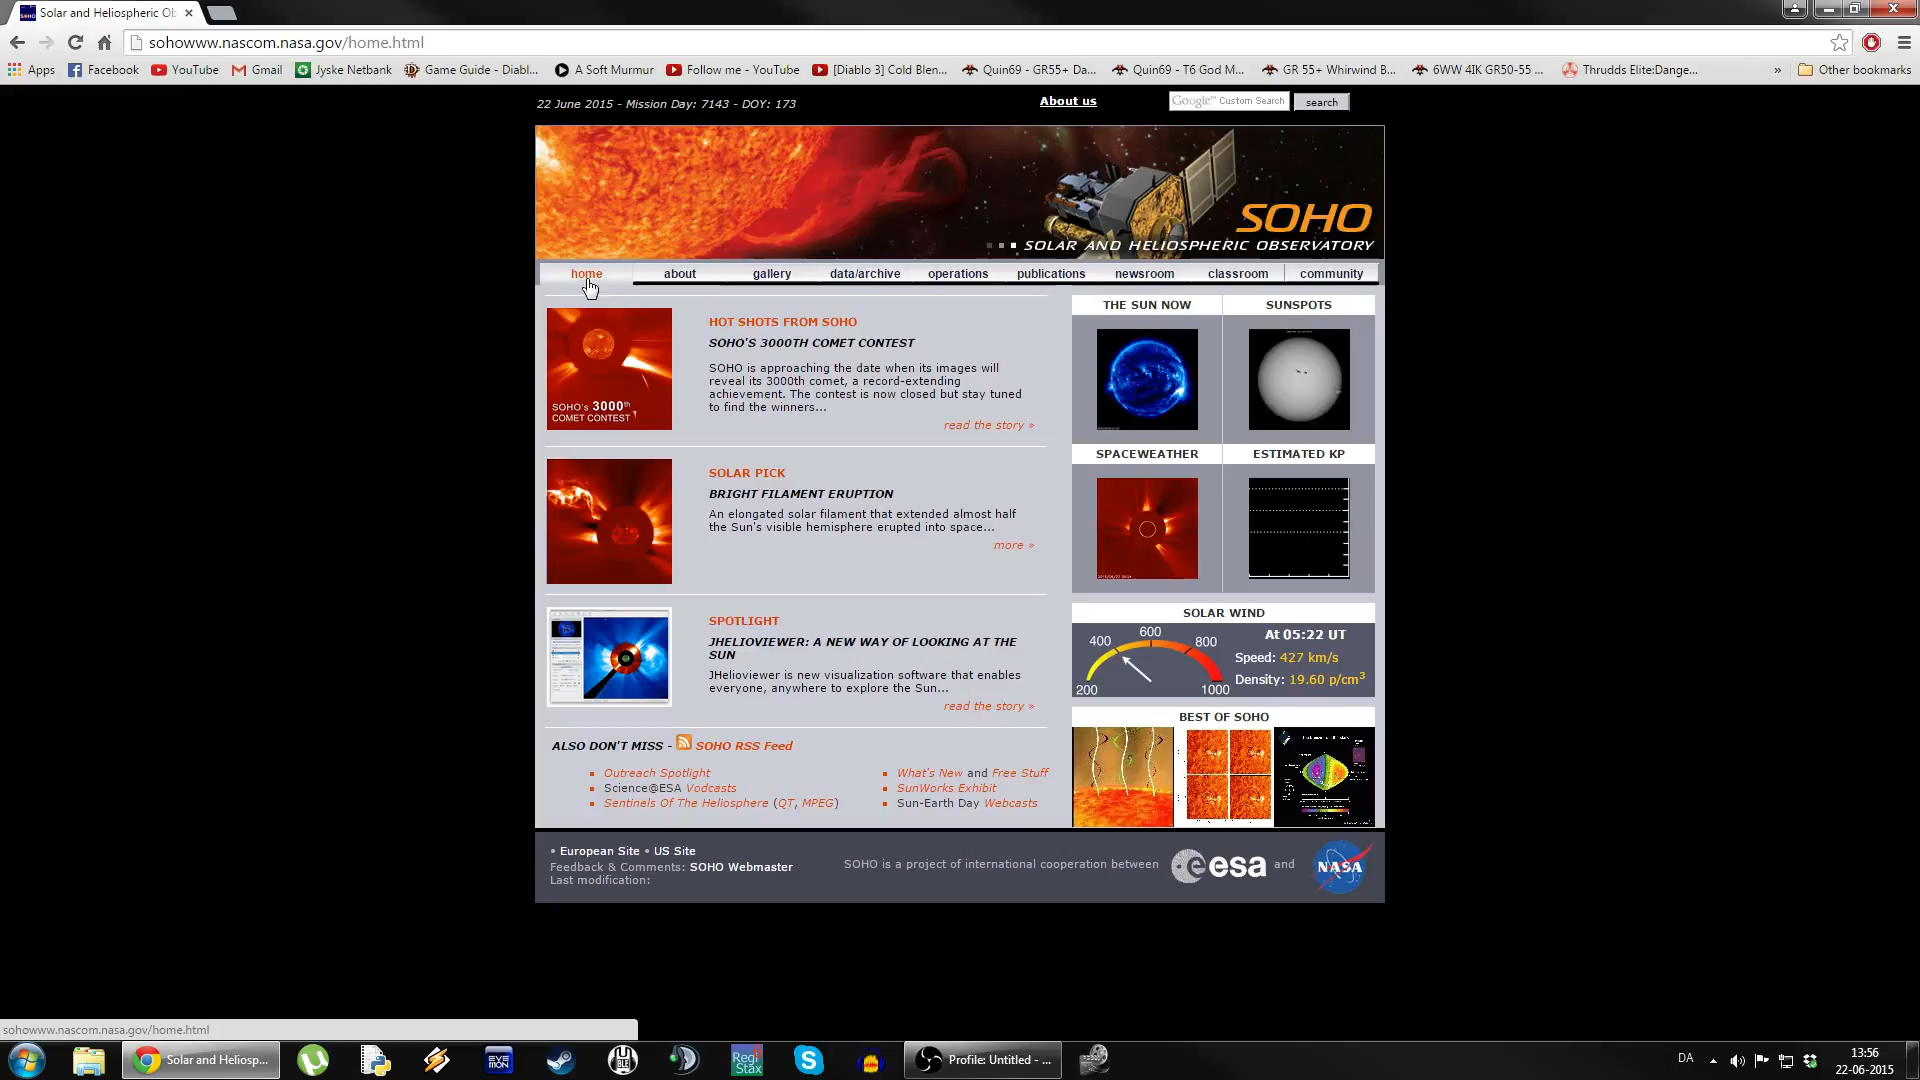 Solar and Heliospheric Ob
sohowww.nascom.nasa.gov/home.html
Apps Facebook YouTube Gmail Jyske Netbank Game Guide - Diabl... A Soft Murmur Follow me - YouTube [Diablo 3] Cold Blen... Quin69 - GR55+ Da... Quin69 - T6 God M... GR 55+ Whirwind B... 6WW 4IK GR50-55 ... Thrudds Elite:Dange... » Other bookmarks
22 June 2015 - Mission Day: 7143 - DOY: 173 About us Google™ Custom Search search
SOHO
SOLAR AND HELIOSPHERIC OBSERVATORY
home about gallery data/archive operations publications newsroom classroom community
HOT SHOTS FROM SOHO
SOHO'S 3000TH COMET CONTEST
SOHO is approaching the date when its images will
reveal its 3000th comet, a record-extending
achievement. The contest is now closed but stay tuned
to find the winners...
read the story »
SOHO's 3000th
COMET CONTEST
SOLAR PICK
BRIGHT FILAMENT ERUPTION
An elongated solar filament that extended almost half
the Sun's visible hemisphere erupted into space...
more »
SPOTLIGHT
JHELIOVIEWER: A NEW WAY OF LOOKING AT THE
SUN
JHelioviewer is new visualization software that enables
everyone, anywhere to explore the Sun...
read the story »
ALSO DON'T MISS - SOHO RSS Feed
Outreach Spotlight
Science@ESA Vodcasts
Sentinels Of The Heliosphere (QT, MPEG)
What's New and Free Stuff
SunWorks Exhibit
Sun-Earth Day Webcasts
THE SUN NOW SUNSPOTS
SPACEWEATHER ESTIMATED KP
SOLAR WIND
200 400 600 800 1000
At 05:22 UT
Speed: 427 km/s
Density: 19.60 p/cm3
BEST OF SOHO
• European Site • US Site
Feedback & Comments: SOHO Webmaster
Last modification:
SOHO is a project of international cooperation between esa and NASA
sohowww.nascom.nasa.gov/home.html
Solar and Heliosp...
EVE
MON
UBLE
Regi
Stax
Profile: Untitled - ...
DA
13:56
22-06-2015